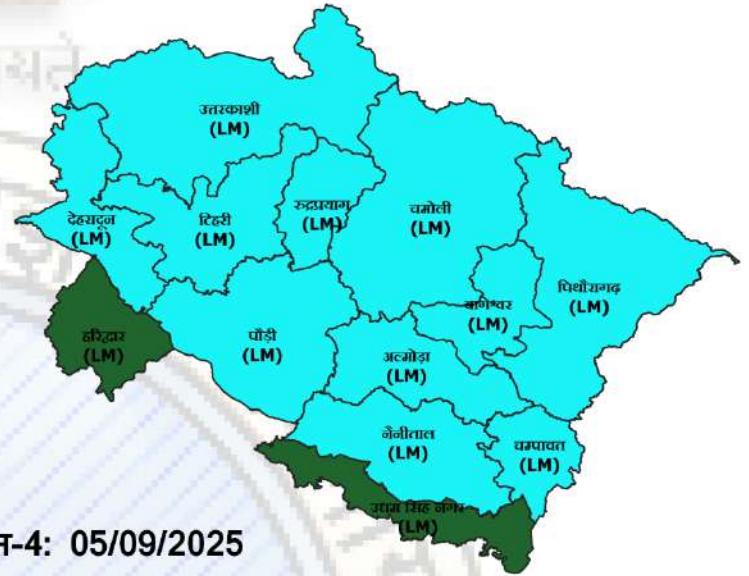 उत्तरकाशी
(LM)
देहरादून
(LM)
टिहरी
(LM)
रुद्रप्रयाग
(LM)
चमोली
(LM)
पिथौरागढ़
(LM)
हरिद्वार
(LM)
पौड़ी
(LM)
बागेश्वर
(LM)
अल्मोड़ा
(LM)
नैनीताल
(LM)
चम्पावत
(LM)
उधम सिंह नगर
(LM)
-4: 05/09/2025